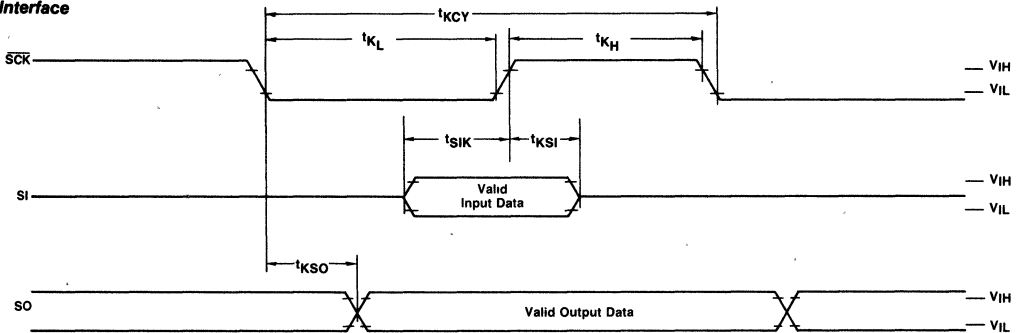 Interface
tKCY
tKL
tKH
SCK
VIH
VIL
tSIK
tKSI
SI
Valid
Input Data
VIH
VIL
tKSO
SO
Valid Output Data
VIH
VIL